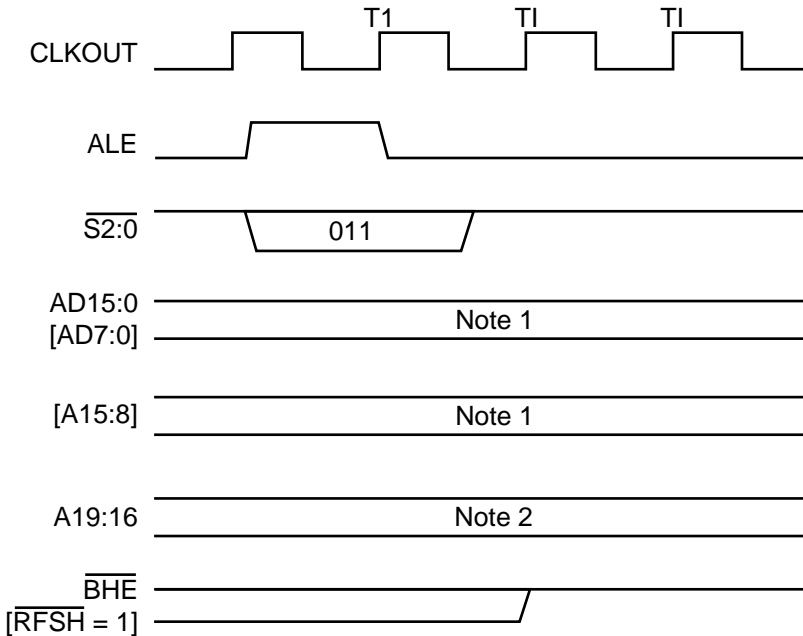 T1 TI TI
CLKOUT
ALE
S2:0
011
AD15:0
[AD7:0]
Note 1
[A15:8]
Note 1
A19:16
Note 2
BHE
[RFSH = 1]